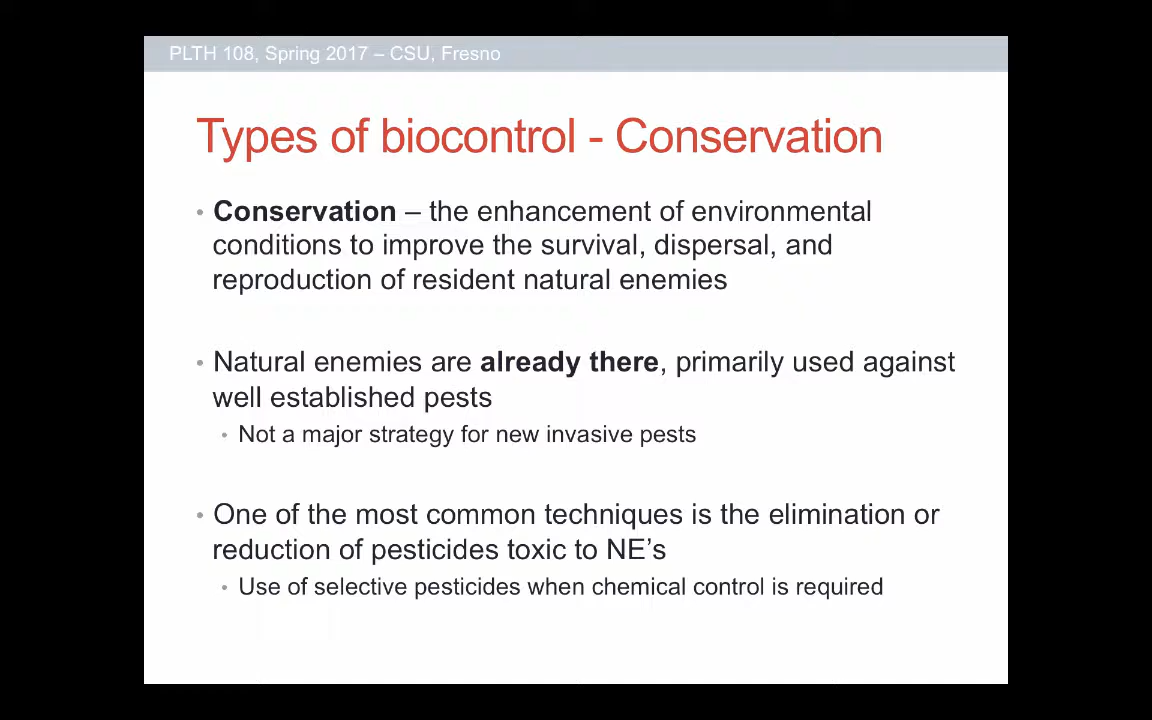 PLTH 108, Spring 2017 – CSU, Fresno
Types of biocontrol - Conservation
• Conservation – the enhancement of environmental
conditions to improve the survival, dispersal, and
reproduction of resident natural enemies
• Natural enemies are already there, primarily used against
well established pests
• Not a major strategy for new invasive pests
• One of the most common techniques is the elimination or
reduction of pesticides toxic to NE’s
• Use of selective pesticides when chemical control is required